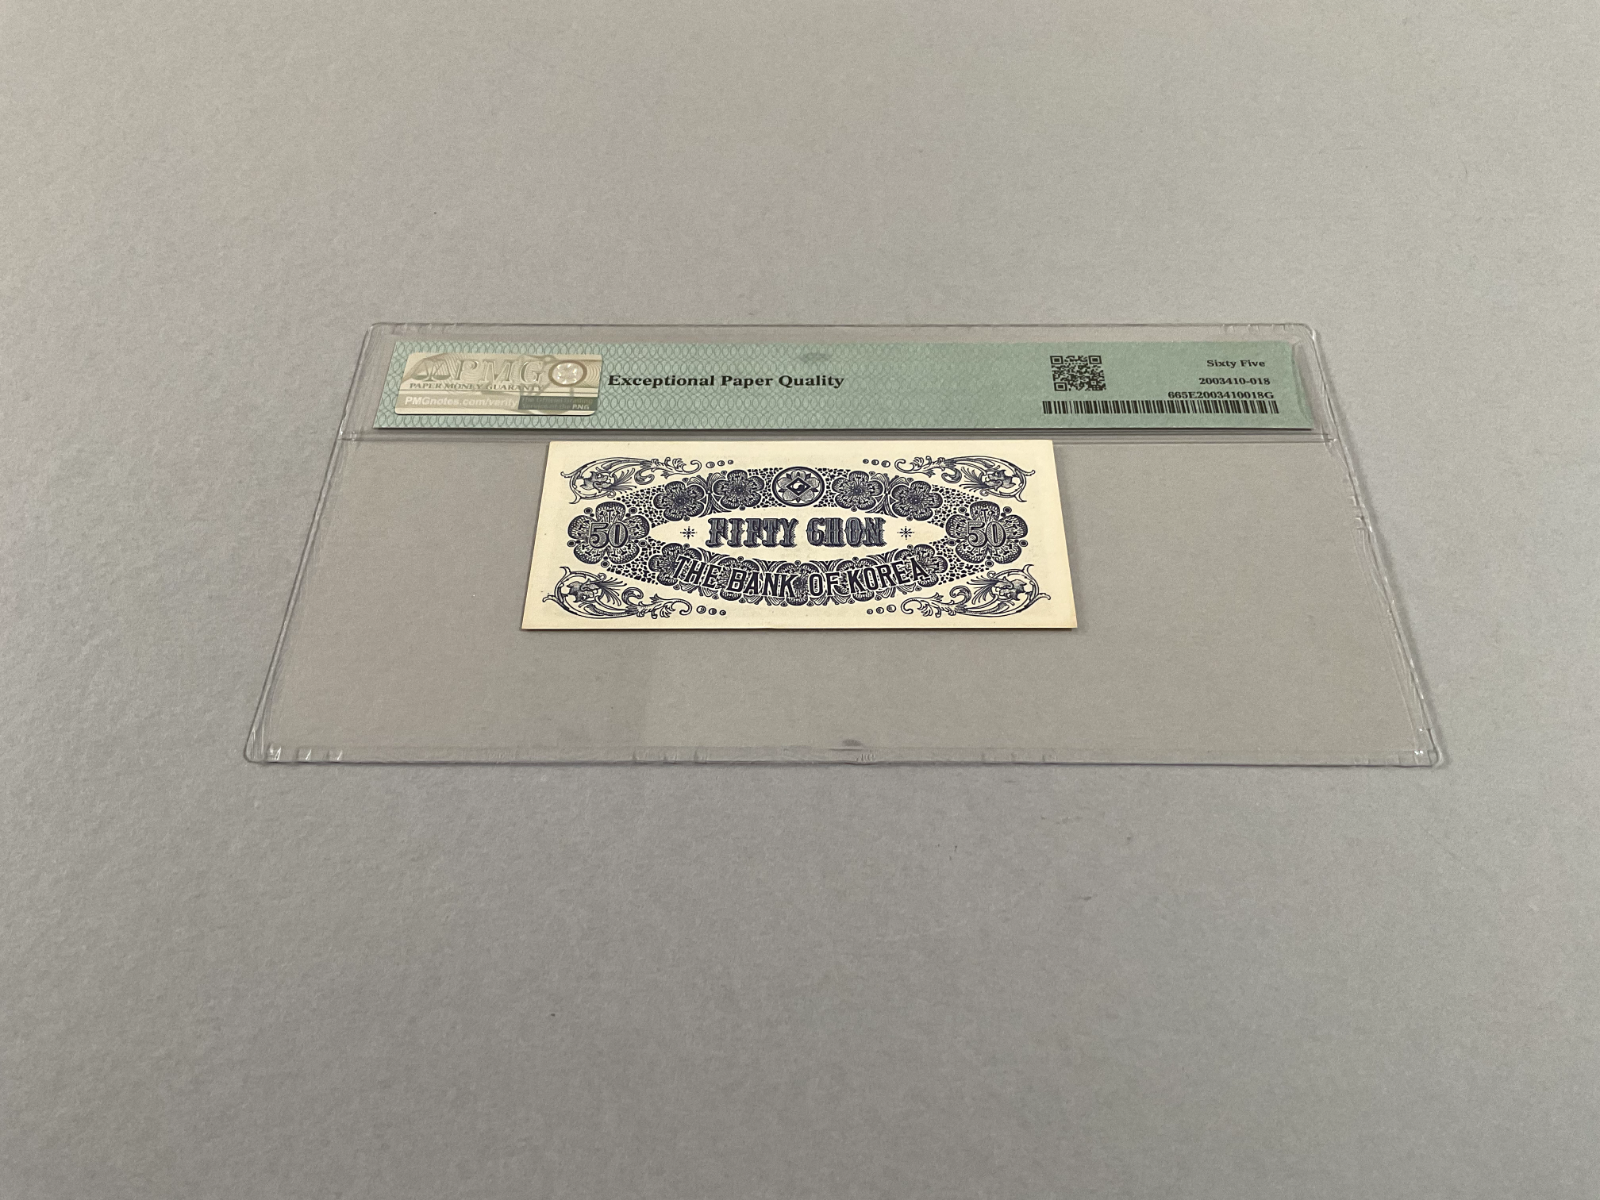 PMG
PAPER MONEY GUARANTY
PMGnotes.com/verify
Exceptional Paper Quality
Sixty Five
2003410-018
665E2003410018G
50 FIFTY CHON 50
THE BANK OF KOREA